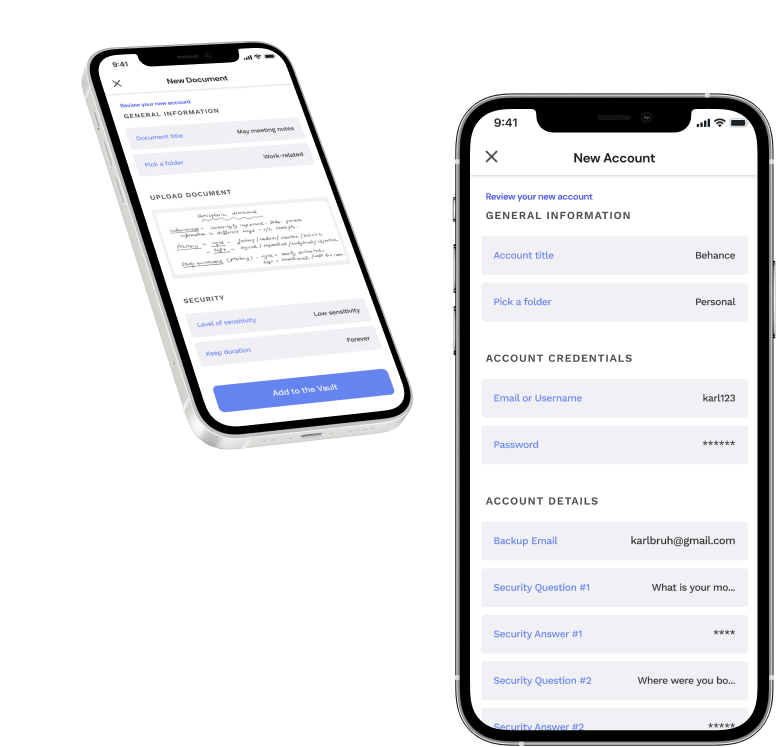 9:41
New Document
Review your new account
GENERAL INFORMATION
Document title May meeting notes
Pick a folder Work-related
UPLOAD DOCUMENT
SECURITY
Level of sensitivity Low sensitivity
Keep duration Forever
Add to the Vault
9:41
New Account
Review your new account
GENERAL INFORMATION
Account title Behance
Pick a folder Personal
ACCOUNT CREDENTIALS
Email or Username karl123
Password ******
ACCOUNT DETAILS
Backup Email karlbruh@gmail.com
Security Question #1 What is your mo...
Security Answer #1 ****
Security Question #2 Where were you bo...
Security Answer #2 *****